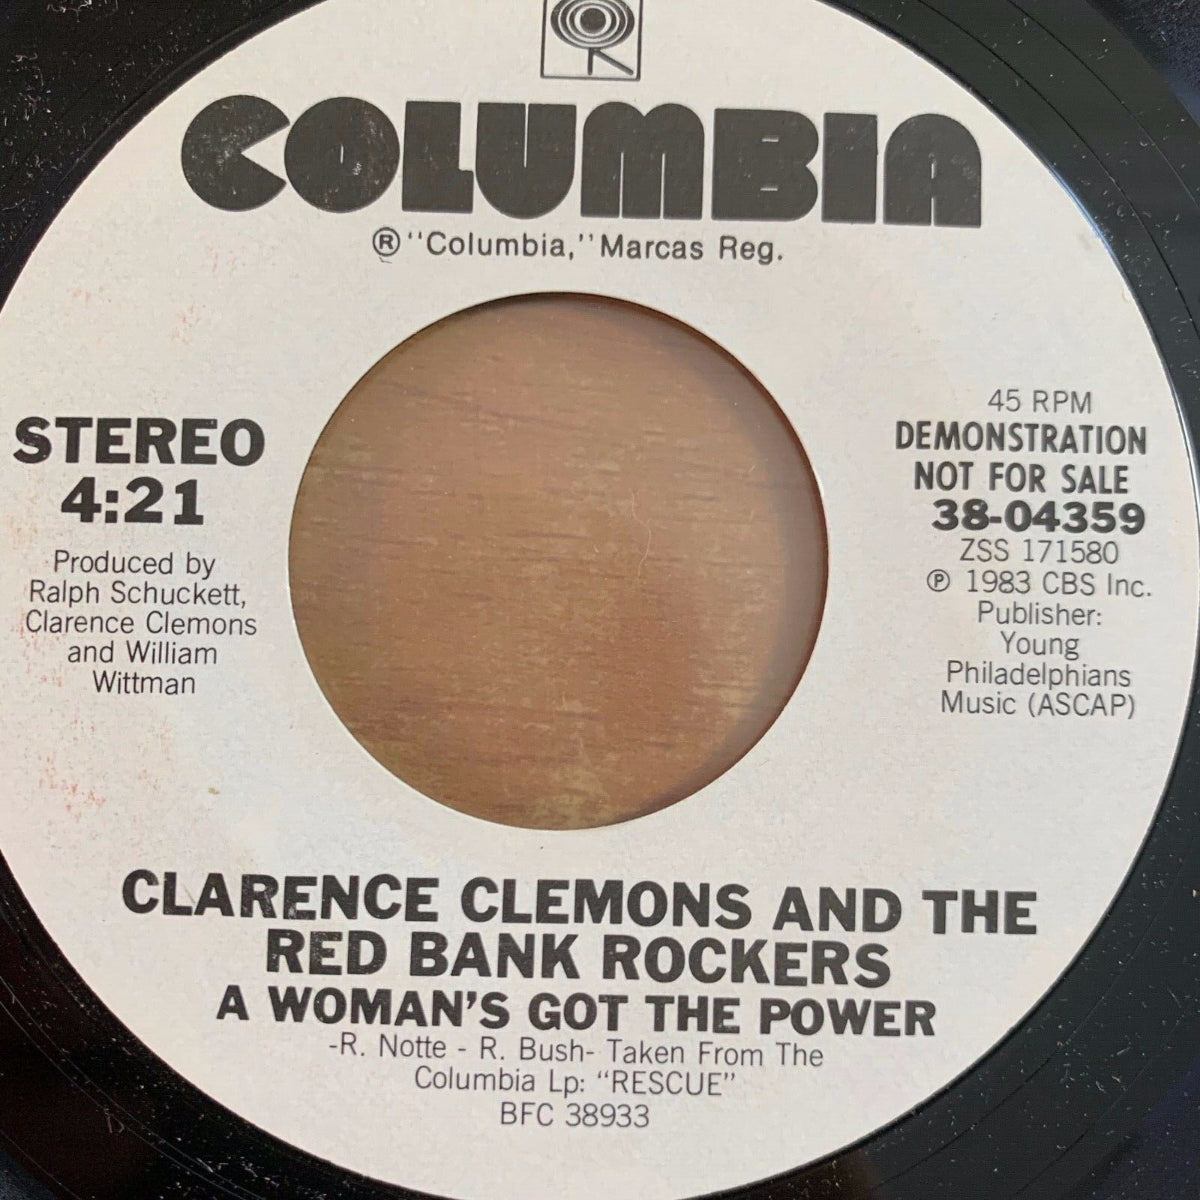 COLUMBIA
® "Columbia," Marcas Reg.
STEREO
4:21
Produced by
Ralph Schuckett,
Clarence Clemons
and William
Wittman
45 RPM
DEMONSTRATION
NOT FOR SALE
38-04359
ZSS 171580
℗ 1983 CBS Inc.
Publisher:
Young
Philadelphians
Music (ASCAP)
CLARENCE CLEMONS AND THE
RED BANK ROCKERS
A WOMAN'S GOT THE POWER
-R. Notte - R. Bush- Taken From The
Columbia Lp: "RESCUE"
BFC 38933